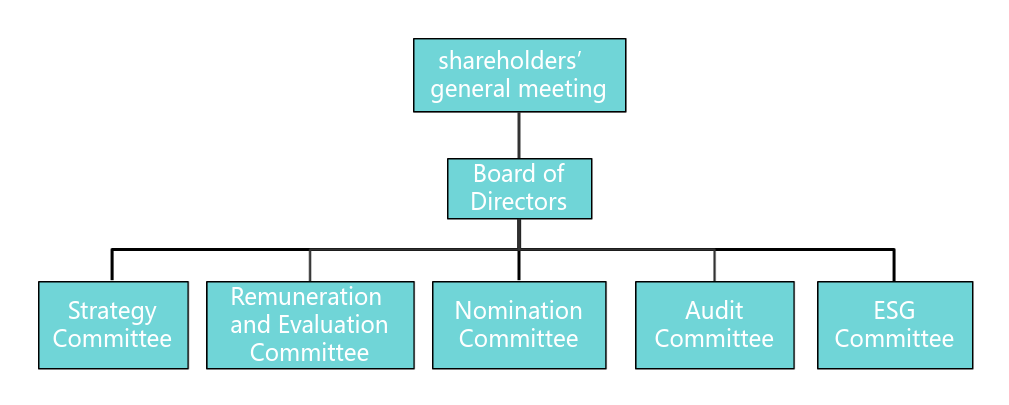 shareholders’
general meeting
Board of
Directors
Strategy
Committee
Remuneration
and Evaluation
Committee
Nomination
Committee
Audit
Committee
ESG
Committee